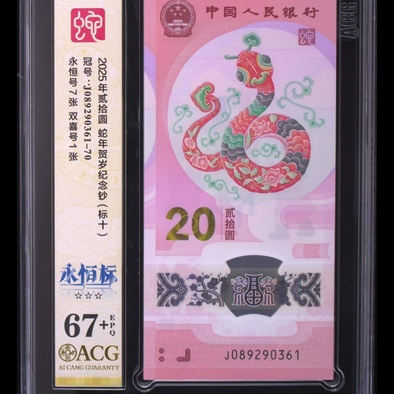 蛇
2025年贰拾圆 蛇年贺岁纪念钞（标十）
冠号：J089290361-70
永恒号7张 双喜号1张
永恒标
☆☆☆
67+ EPQ
ACG
AI CANG GUARANTY
中国人民银行
20
贰拾圆
J089290361
ACG